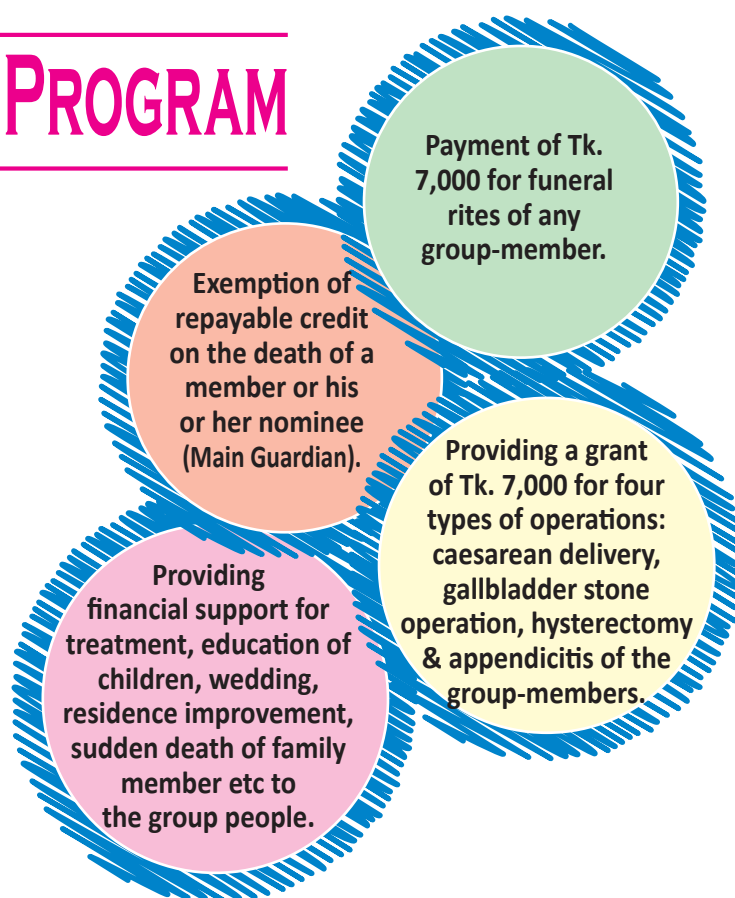 PROGRAM
Payment of Tk.
7,000 for funeral
rites of any
group-member.
Exemption of
repayable credit
on the death of a
member or his
or her nominee
(Main Guardian).
Providing a grant
of Tk. 7,000 for four
types of operations:
caesarean delivery,
gallbladder stone
operation, hysterectomy
& appendicitis of the
group-members.
Providing
financial support for
treatment, education of
children, wedding,
residence improvement,
sudden death of family
member etc to
the group people.